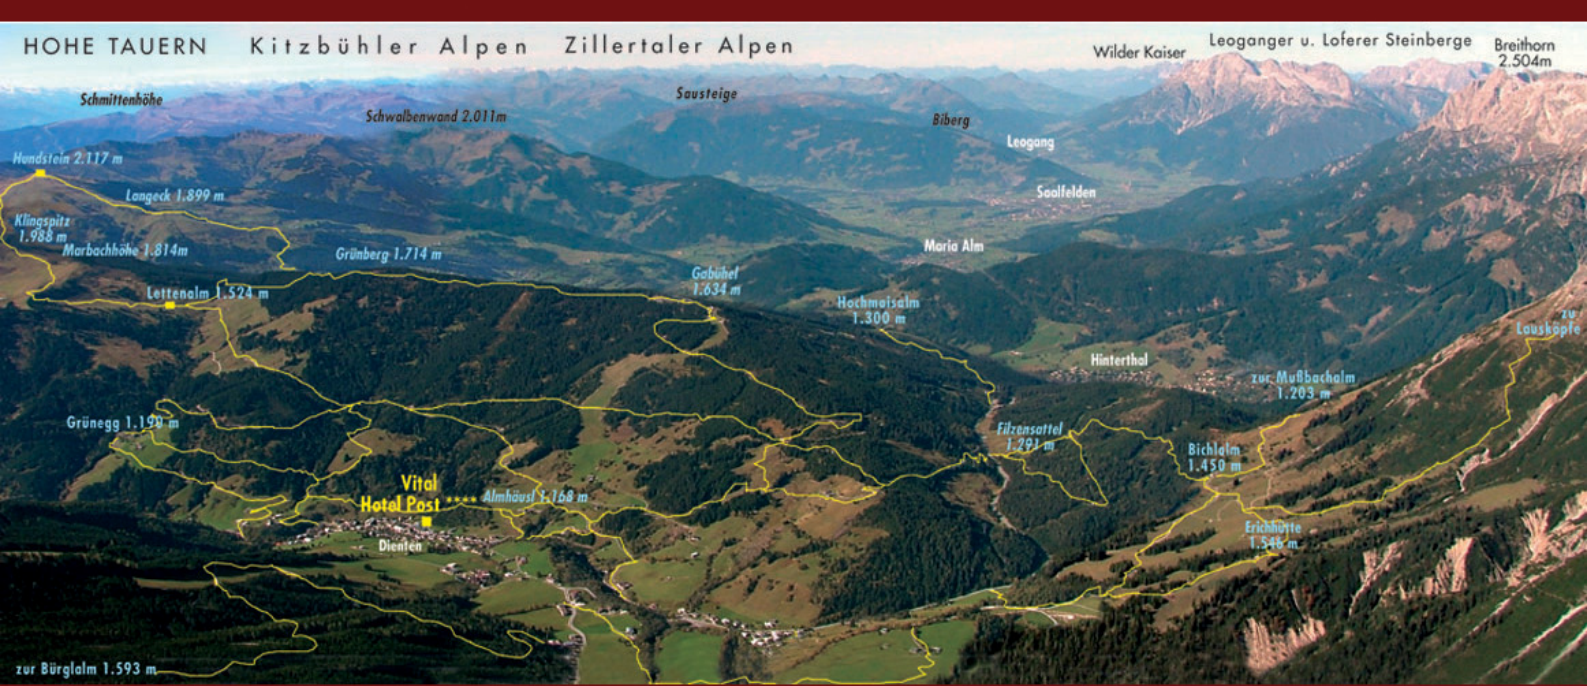 HOHE TAUERN
Kitzbühler Alpen
Zillertaler Alpen
Wilder Kaiser
Leoganger u. Loferer Steinberge
Breithorn
2.504m
Schmittenhöhe
Schwalbenwand 2.011m
Sausteige
Biberg
Leogang
Hundstein 2.117 m
Langeck 1.899 m
Saalfelden
Klingspitz
1.988 m
Marbachhöhe 1.814m
Grünberg 1.714 m
Maria Alm
Gabühel
1.634 m
Lettenalm 1.524 m
Hochmaisalm
1.300 m
zu
Lausköpfe
Hinterthal
zur Mußbachalm
1.203 m
Grünegg 1.190 m
Filzensattel
1.291 m
Bichlalm
1.450 m
Vital
Hotel Post ****
Almhäusl 1.168 m
Erichhütte
1.546 m
Dienten
zur Bürglalm 1.593 m